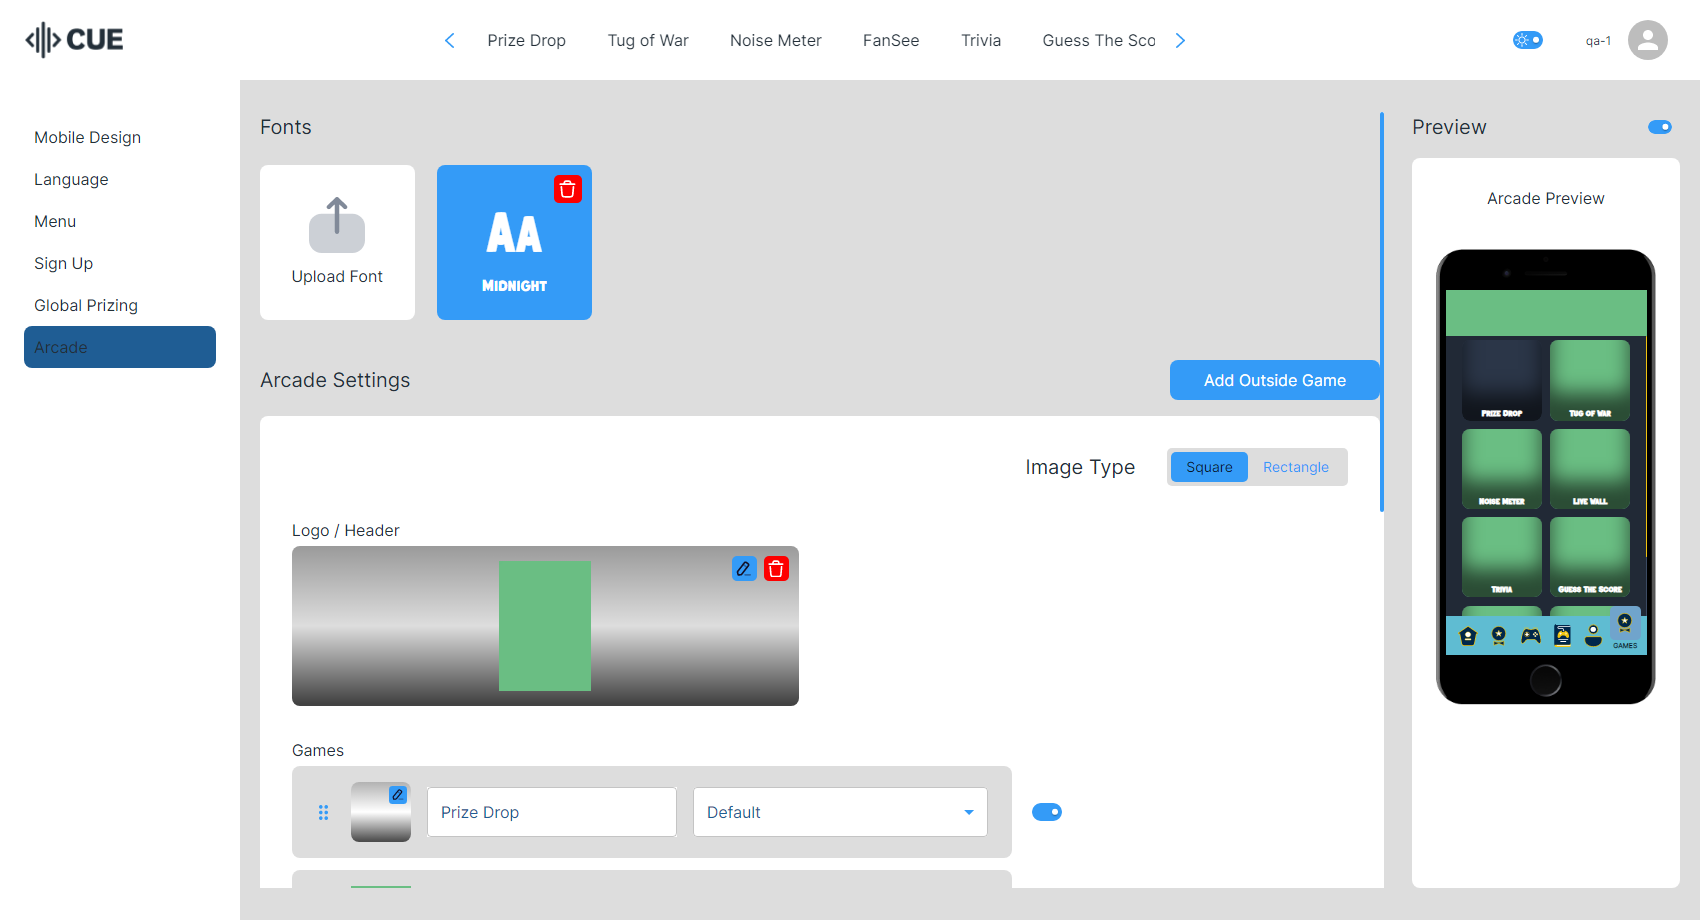 CUE
Prize Drop
Tug of War
Noise Meter
FanSee
Trivia
Guess The Sco
qa-1
Mobile Design
Language
Menu
Sign Up
Global Prizing
Arcade
Fonts
Upload Font
AA
MIDNIGHT
Arcade Settings
Add Outside Game
Image Type
Square
Rectangle
Logo / Header
Games
Prize Drop
Default
Preview
Arcade Preview
PRIZE DROP
TUG OF WAR
NOISE METER
LIVE WALL
TRIVIA
GUESS THE SCORE
GAMES